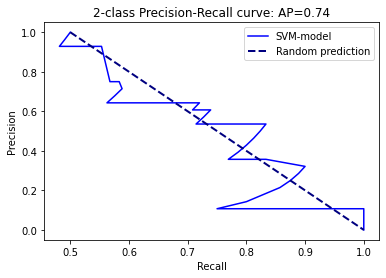 2-class Precision-Recall curve: AP=0.74
SVM-model
Random prediction
Precision
1.0
0.8
0.6
0.4
0.2
0.0
0.5 0.6 0.7 0.8 0.9 1.0
Recall